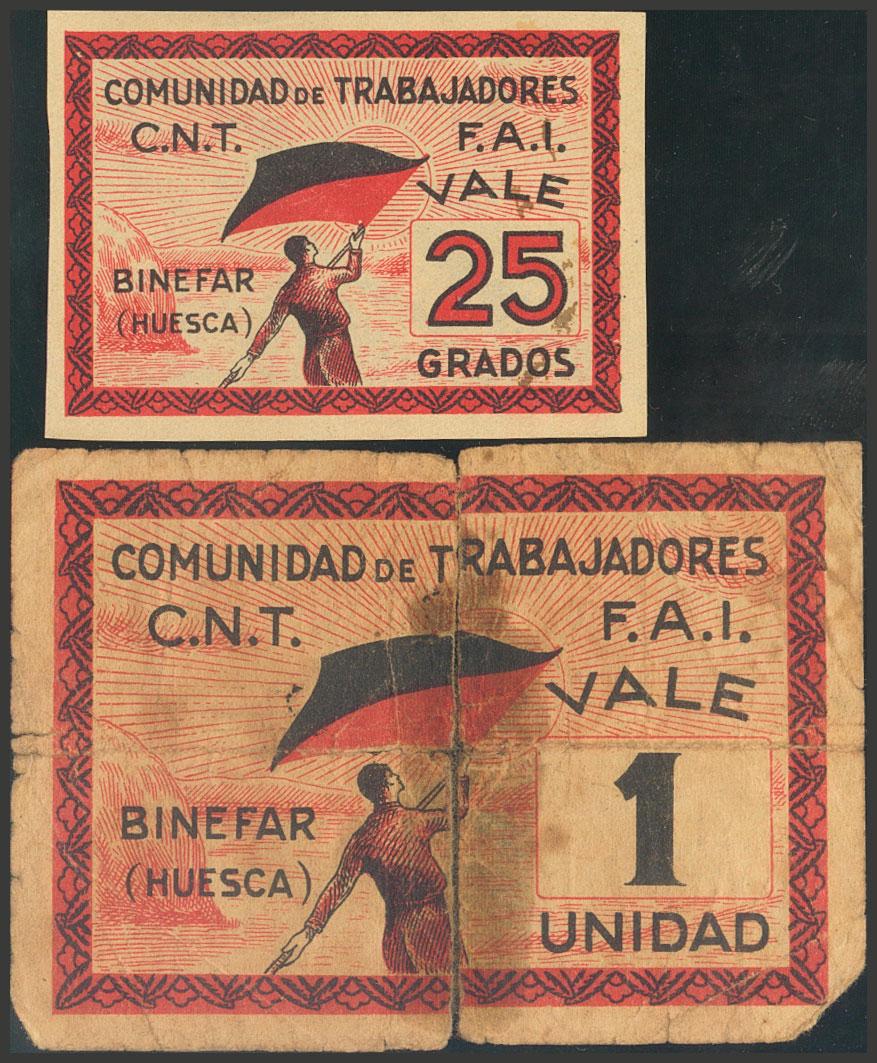 COMUNIDAD DE TRABAJADORES
C.N.T. F.A.I.
VALE
25
BINEFAR
(HUESCA)
GRADOS
COMUNIDAD DE TRABAJADORES
C.N.T. F.A.I.
VALE
1
BINEFAR
(HUESCA)
UNIDAD